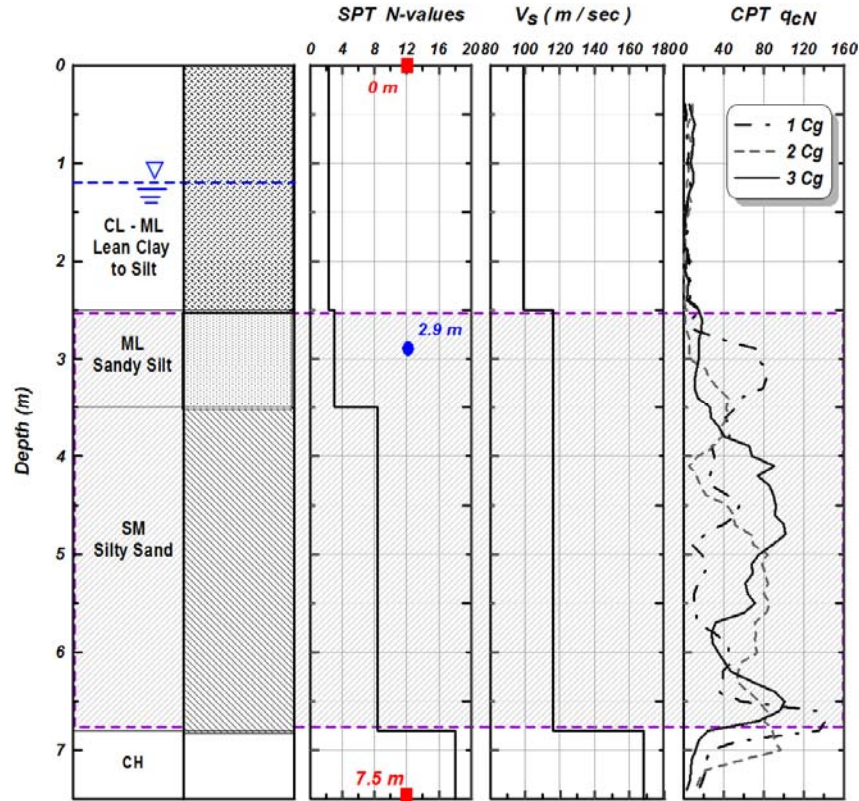 SPT N-values
Vs ( m / sec )
CPT qcN
0 4 8 12 16 20
80 100 120 140 160 180
0 40 80 120 160
0
1
2
3
4
5
6
7
Depth (m)
CL - ML
Lean Clay
to Silt
ML
Sandy Silt
SM
Silty Sand
CH
0 m
2.9 m
7.5 m
1 Cg
2 Cg
3 Cg